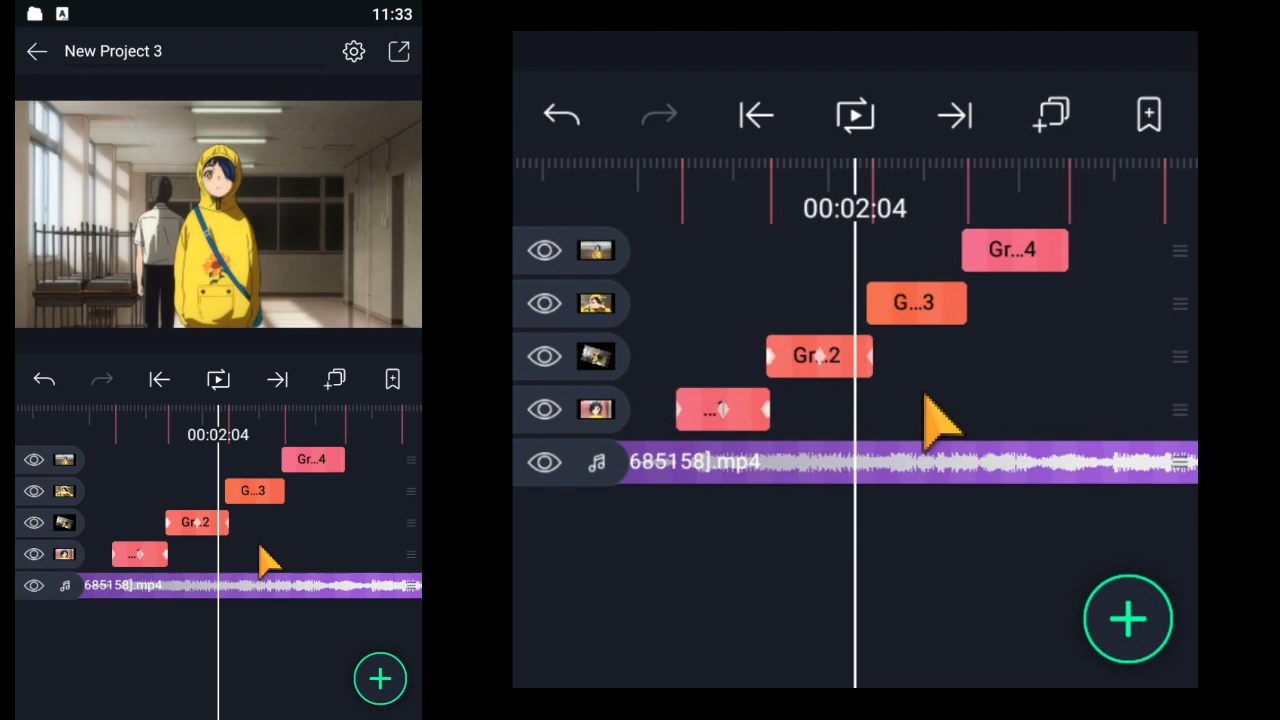 A
11:33
New Project 3
00:02:04
Gr...4
G...3
Gr...2
...
685158].mp4
00:02:04
Gr...4
G...3
Gr...2
...
685158].mp4